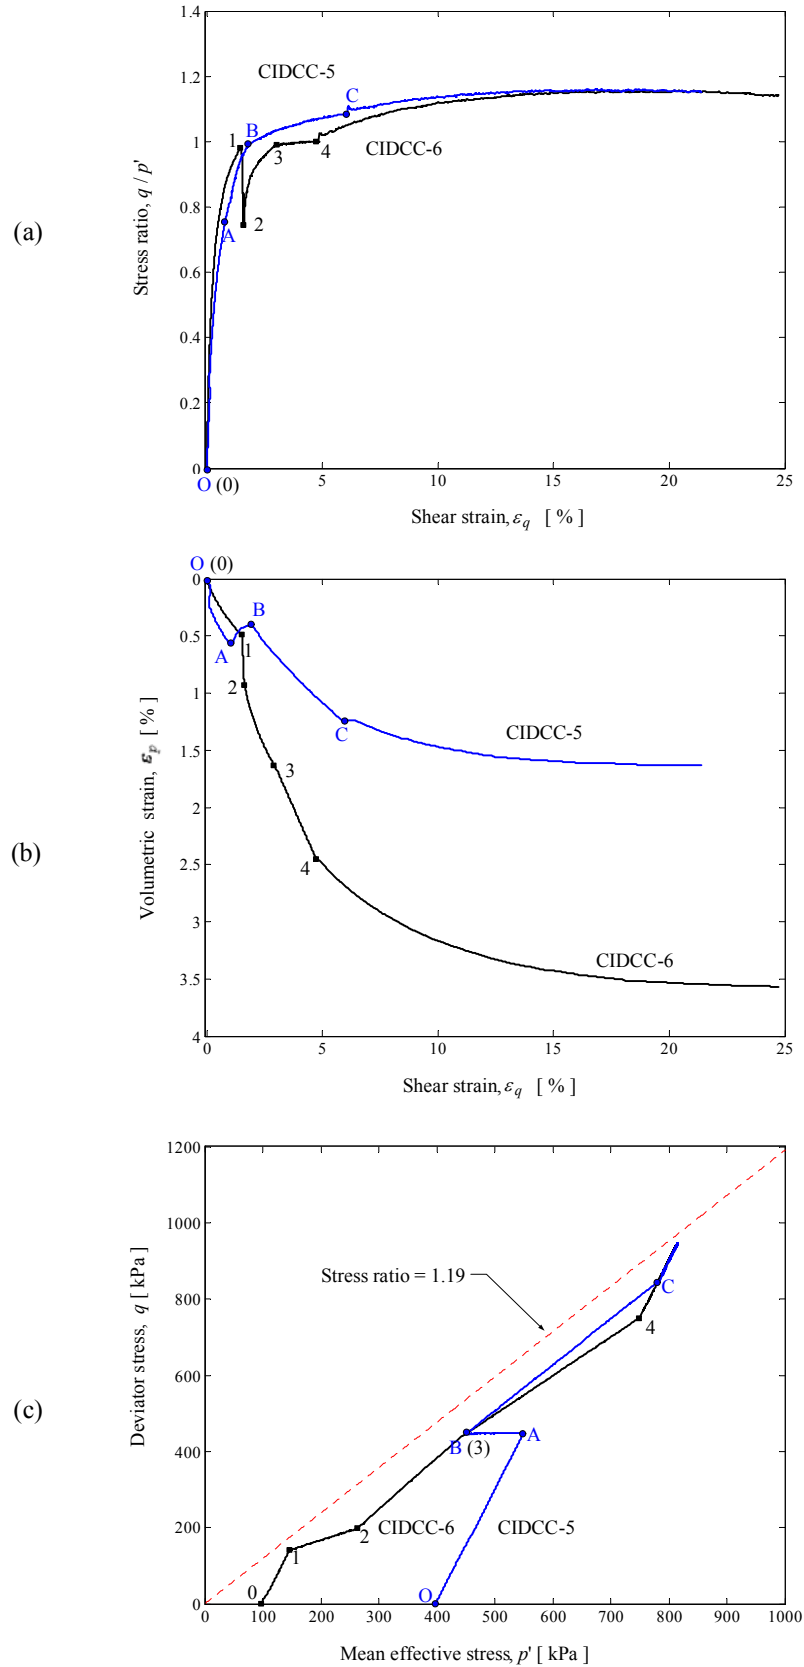 (a)
Stress ratio, q / p'
1.4
1.2
1
0.8
0.6
0.4
0.2
0
CIDCC-5
CIDCC-6
1
B
C
3
4
A
2
O (0)
5
10
15
20
25
Shear strain, εq [ % ]
(b)
Volumetric strain, εp [ % ]
O (0)
0
0.5
1
1.5
2
2.5
3
3.5
4
B
A
1
2
C
3
4
CIDCC-5
CIDCC-6
0
5
10
15
20
25
Shear strain, εq [ % ]
(c)
Deviator stress, q [ kPa ]
1200
1000
800
600
400
200
0
Stress ratio = 1.19
C
4
B (3)
A
CIDCC-6
CIDCC-5
2
1
0
O
0
100
200
300
400
500
600
700
800
900
1000
Mean effective stress, p' [ kPa ]